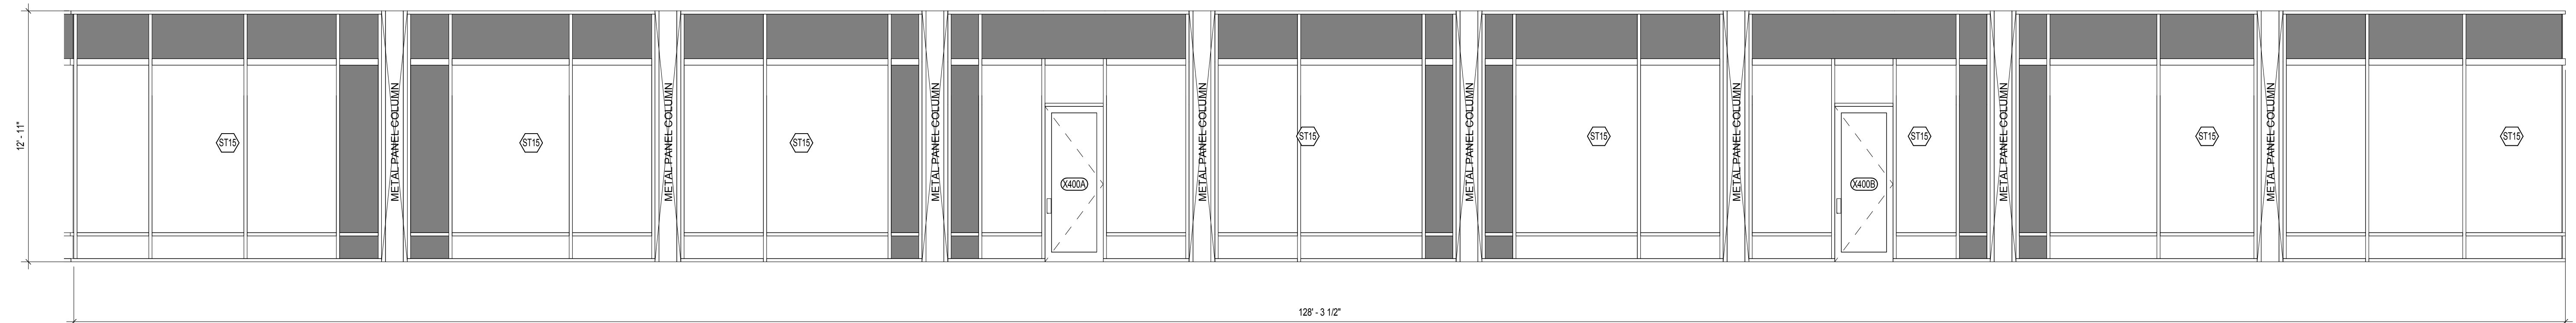 12' - 11"
ST15
METAL PANEL COLUMN
ST15
METAL PANEL COLUMN
ST15
METAL PANEL COLUMN
X400A
METAL PANEL COLUMN
ST15
METAL PANEL COLUMN
ST15
METAL PANEL COLUMN
X400B
ST15
METAL PANEL COLUMN
ST15
METAL PANEL COLUMN
ST15
128' - 3 1/2"